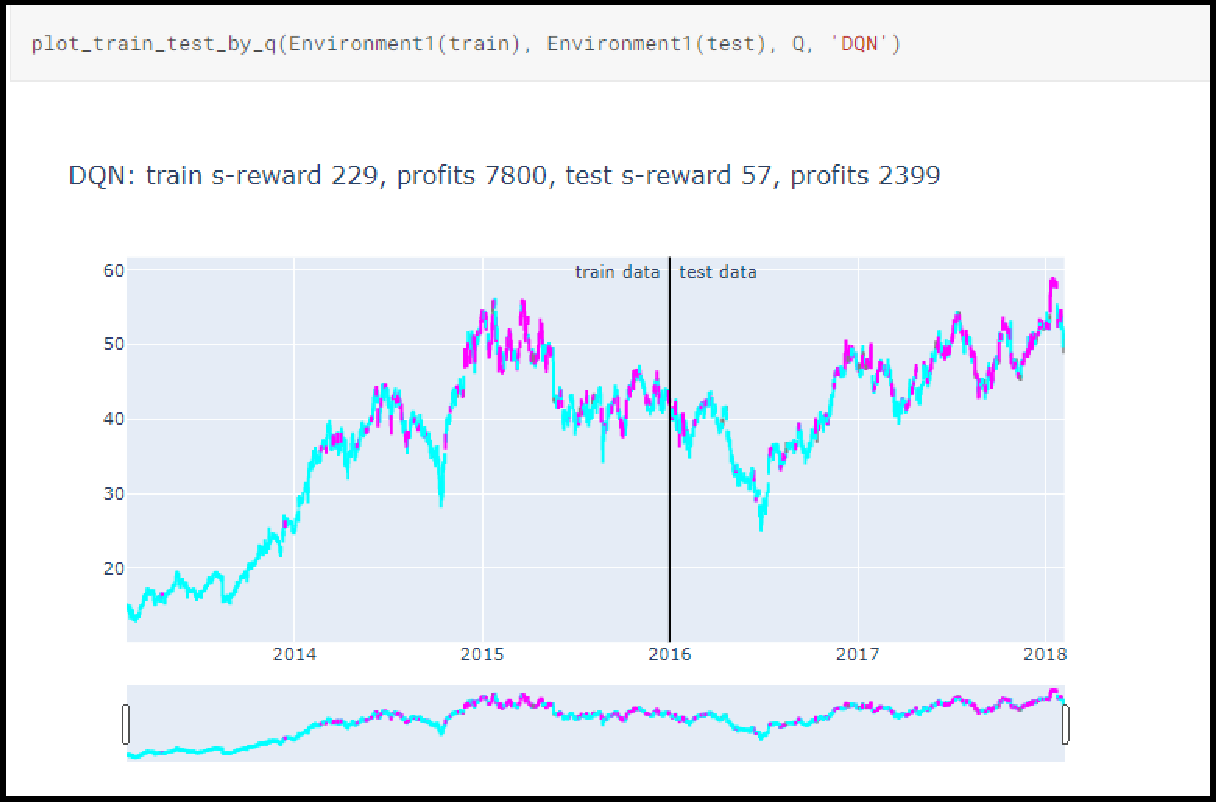 plot_train_test_by_q(Environment1(train), Environment1(test), Q, 'DQN')
DQN: train s-reward 229, profits 7800, test s-reward 57, profits 2399
train data test data
60
50
40
30
20
2014 2015 2016 2017 2018